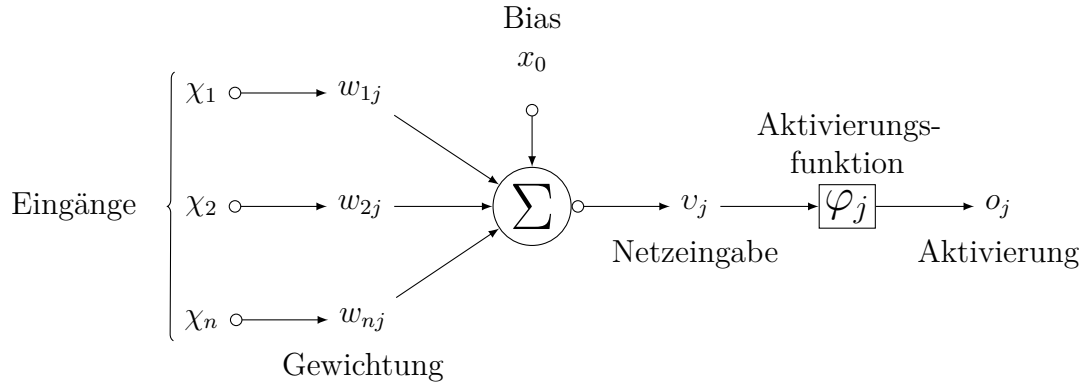 Bias
x₀
χ₁ w₁ⱼ
Aktivierungs-
funktion
Eingänge χ₂ w₂ⱼ Σ υⱼ φⱼ oⱼ
Netzeingabe Aktivierung
χₙ wₙⱼ
Gewichtung